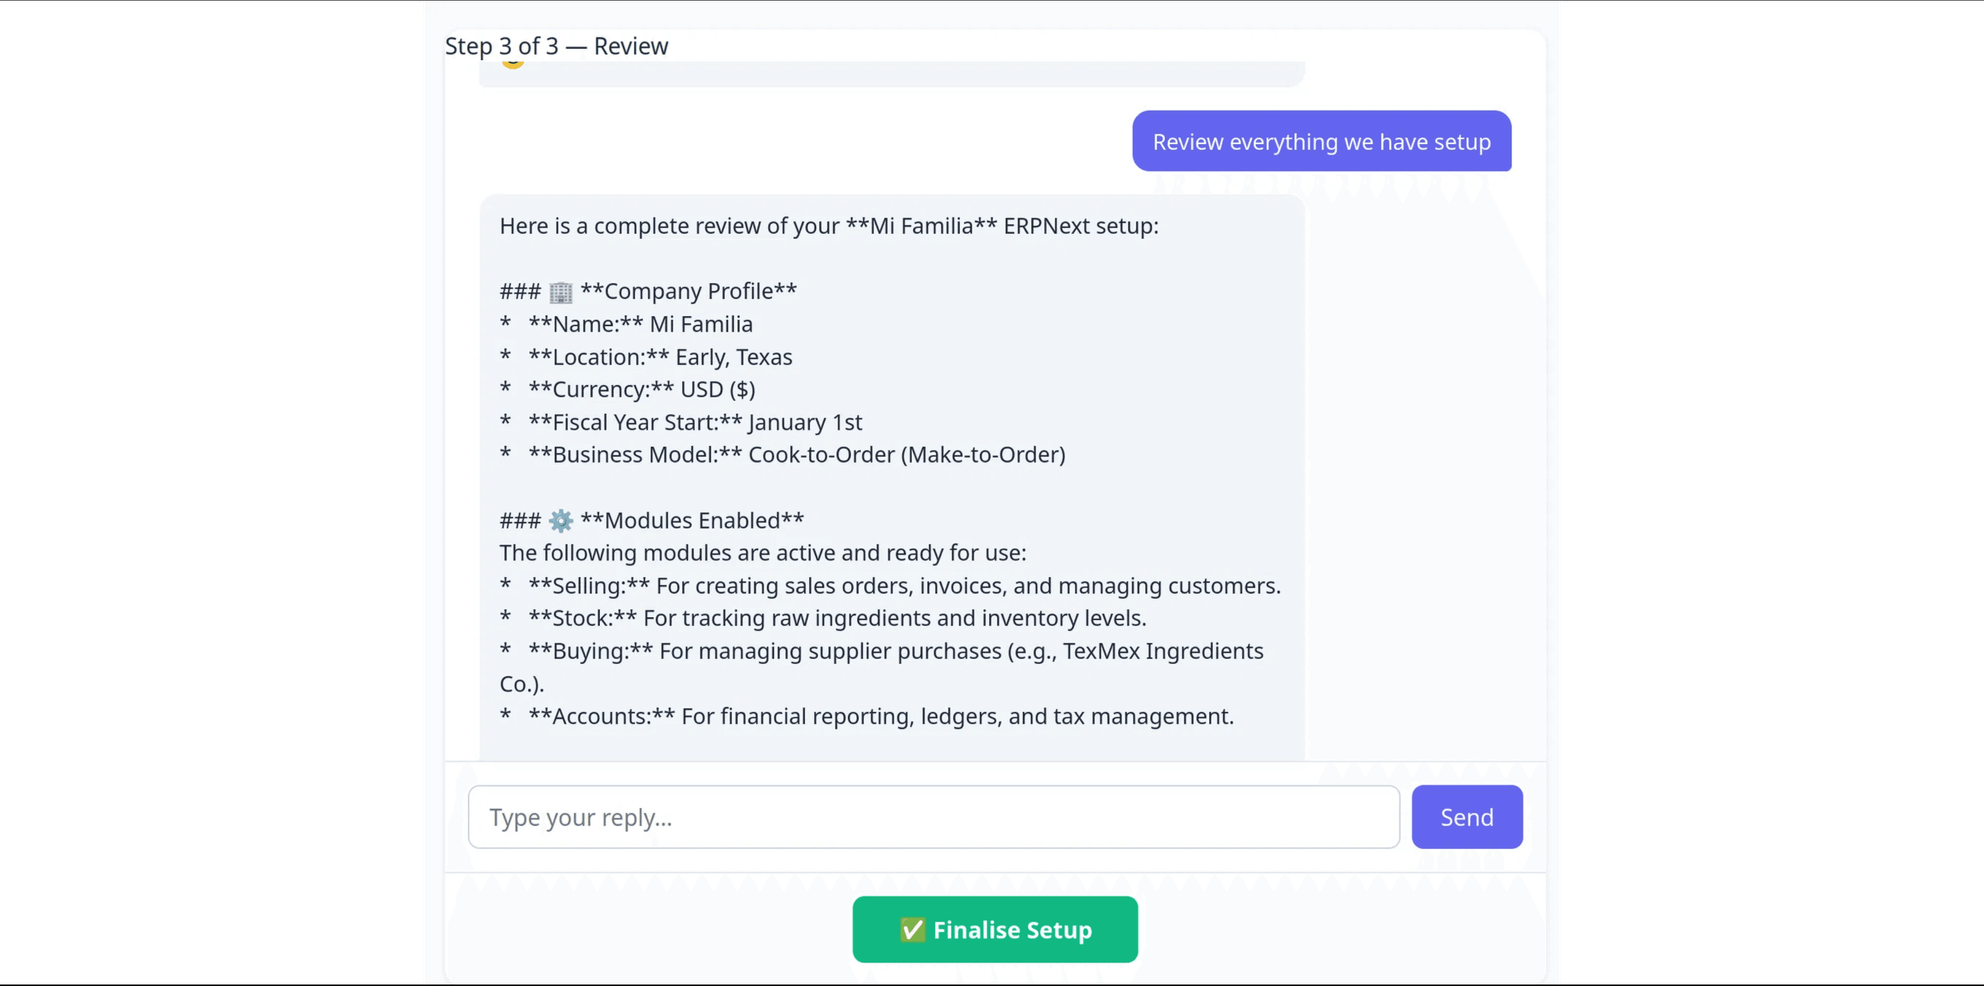 Step 3 of 3 — Review
Review everything we have setup
Here is a complete review of your **Mi Familia** ERPNext setup:
### 🏢 **Company Profile**
*   **Name:** Mi Familia
*   **Location:** Early, Texas
*   **Currency:** USD ($)
*   **Fiscal Year Start:** January 1st
*   **Business Model:** Cook-to-Order (Make-to-Order)
### ⚙️ **Modules Enabled**
The following modules are active and ready for use:
*   **Selling:** For creating sales orders, invoices, and managing customers.
*   **Stock:** For tracking raw ingredients and inventory levels.
*   **Buying:** For managing supplier purchases (e.g., TexMex Ingredients
Co.).
*   **Accounts:** For financial reporting, ledgers, and tax management.
Type your reply...
Send
✅ Finalise Setup